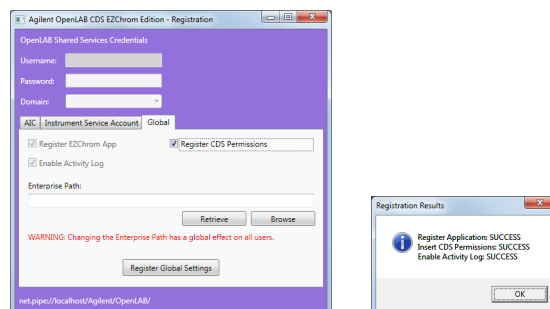 Agilent OpenLAB CDS EZChrom Edition - Registration
OpenLAB Shared Services Credentials
Username:
Password:
Domain:
AIC Instrument Service Account Global
Register EZChrom App Register CDS Permissions
Enable Activity Log
Enterprise Path:
Retrieve Browse
WARNING: Changing the Enterprise Path has a global effect on all users.
Register Global Settings
net.pipe://localhost/Agilent/OpenLAB/
Registration Results
Register Application: SUCCESS
Insert CDS Permissions: SUCCESS
Enable Activity Log: SUCCESS
OK